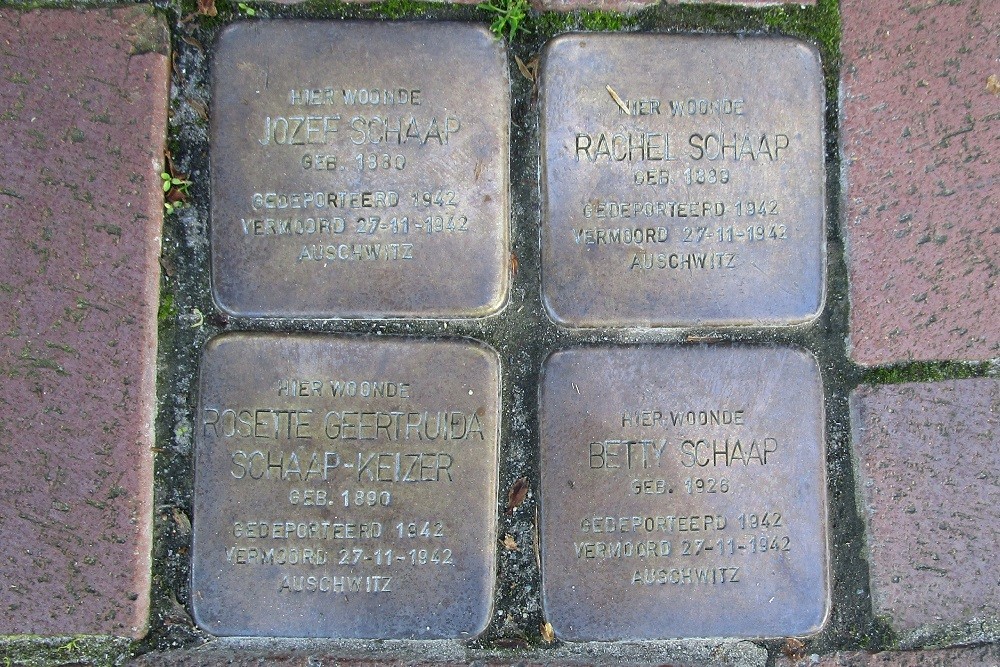 HIER WOONDE
JOZEF SCHAAP
GEB. 1880
GEDEPORTEERD 1942
VERMOORD 27-11-1942
AUSCHWITZ
HIER WOONDE
RACHEL SCHAAP
GEB. 1889
GEDEPORTEERD 1942
VERMOORD 27-11-1942
AUSCHWITZ
HIER WOONDE
ROSETTE GEERTRUIDA
SCHAAP-KEIZER
GEB. 1890
GEDEPORTEERD 1942
VERMOORD 27-11-1942
AUSCHWITZ
HIER WOONDE
BETTY SCHAAP
GEB. 1926
GEDEPORTEERD 1942
VERMOORD 27-11-1942
AUSCHWITZ